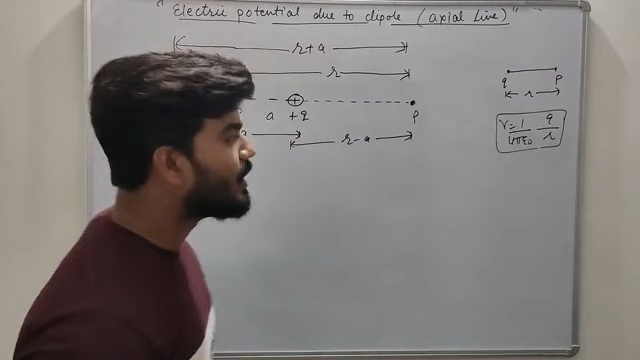 "Electric potential due to dipole (axial line)"
r+a
r
a +q P
r-a
q P
r
V = 1/4πε0 q/r